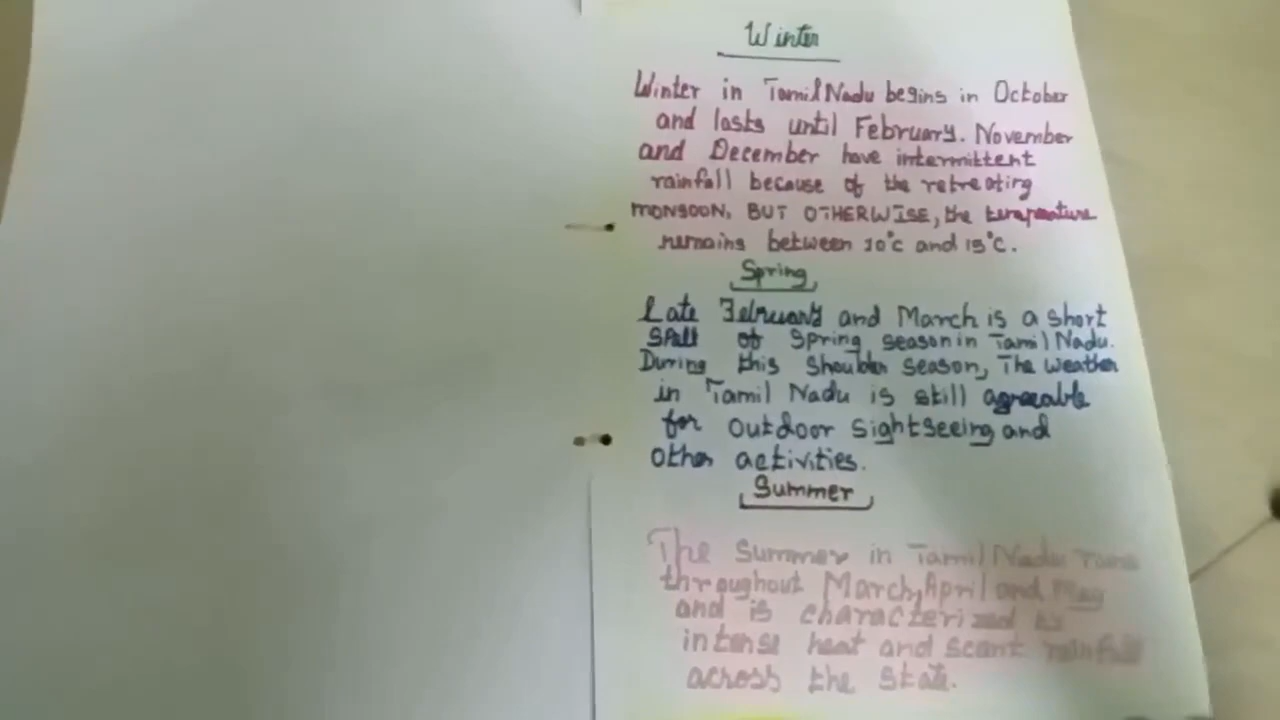 Winter
Winter in Tamil Nadu begins in October
and lasts until February. November
and December have intermittent
rainfall because of the retreating
MONSOON. BUT OTHERWISE, the temperature
remains between 10°c and 15°c.
Spring
Late February and March is a short
Spell of Spring season in Tamil Nadu.
During this Shoulder season, The weather
in Tamil Nadu is still agreeable
for outdoor sightseeing and
other activities.
Summer
The Summer in Tamil Nadu runs
throughout March, April and May
and is characterized by
intense heat and scant rainfall
across the state.